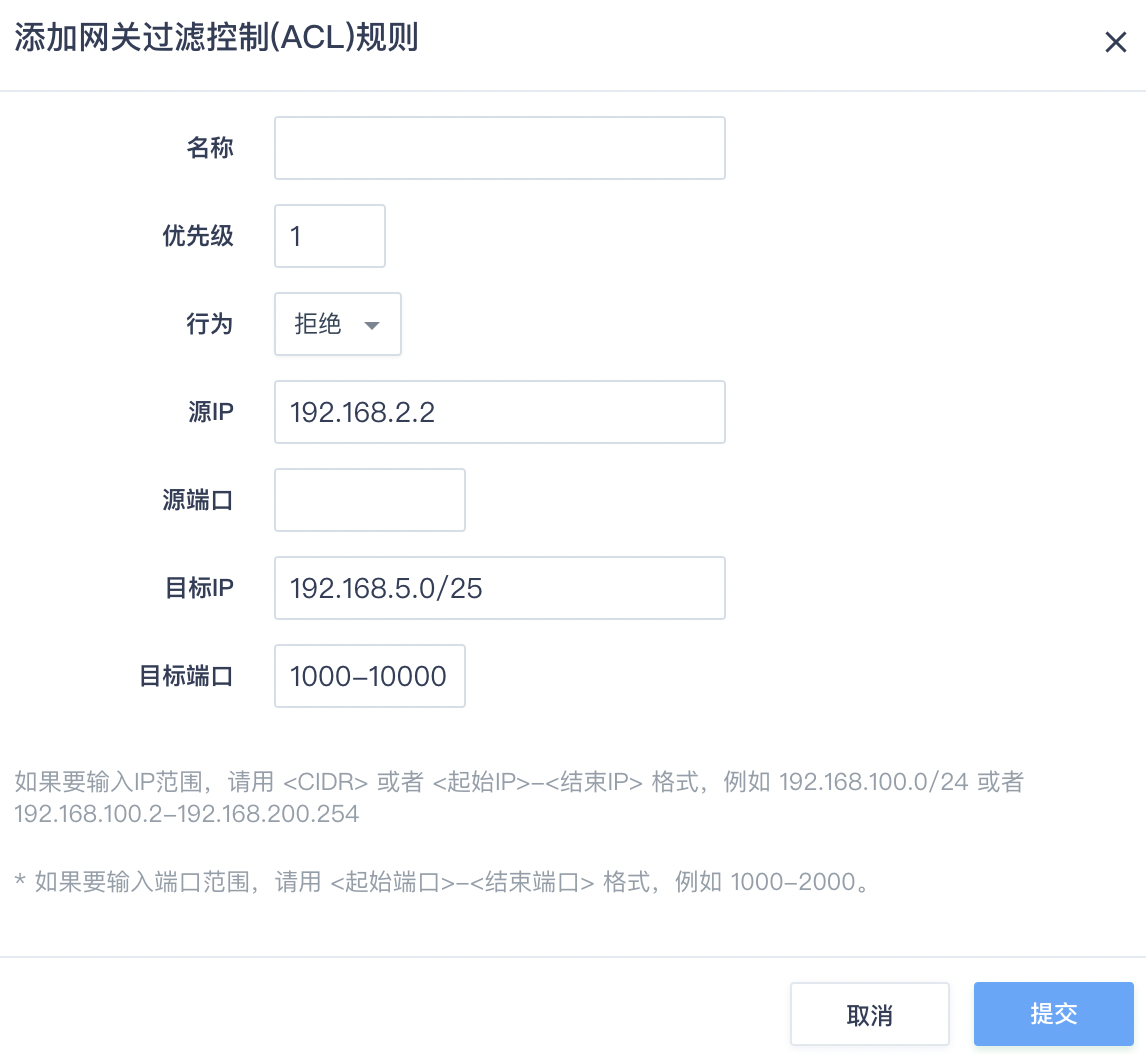 添加网关过滤控制(ACL)规则
名称
优先级 1
行为 拒绝
源IP 192.168.2.2
源端口
目标IP 192.168.5.0/25
目标端口 1000-10000
如果要输入IP范围，请用 <CIDR> 或者 <起始IP>-<结束IP> 格式，例如 192.168.100.0/24 或者
192.168.100.2-192.168.200.254
* 如果要输入端口范围，请用 <起始端口>-<结束端口> 格式，例如 1000-2000。
取消 提交